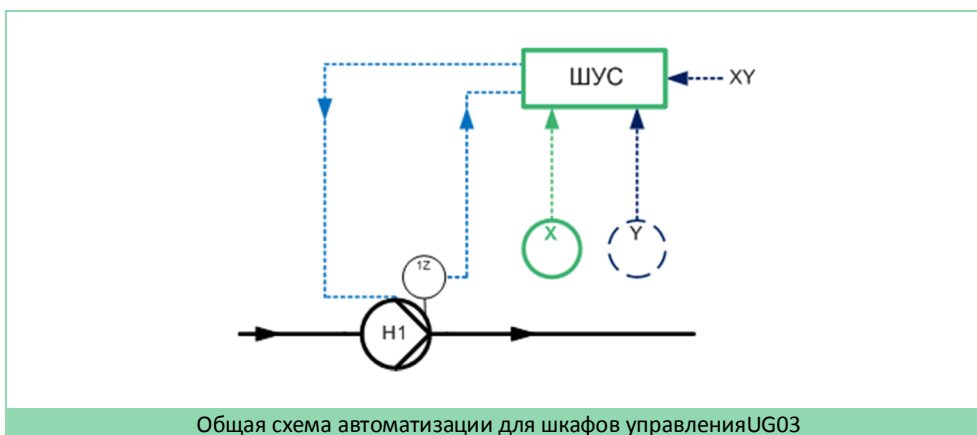 ШУС
XY
X
Y
1Z
Н1
Общая схема автоматизации для шкафов управленияUG03